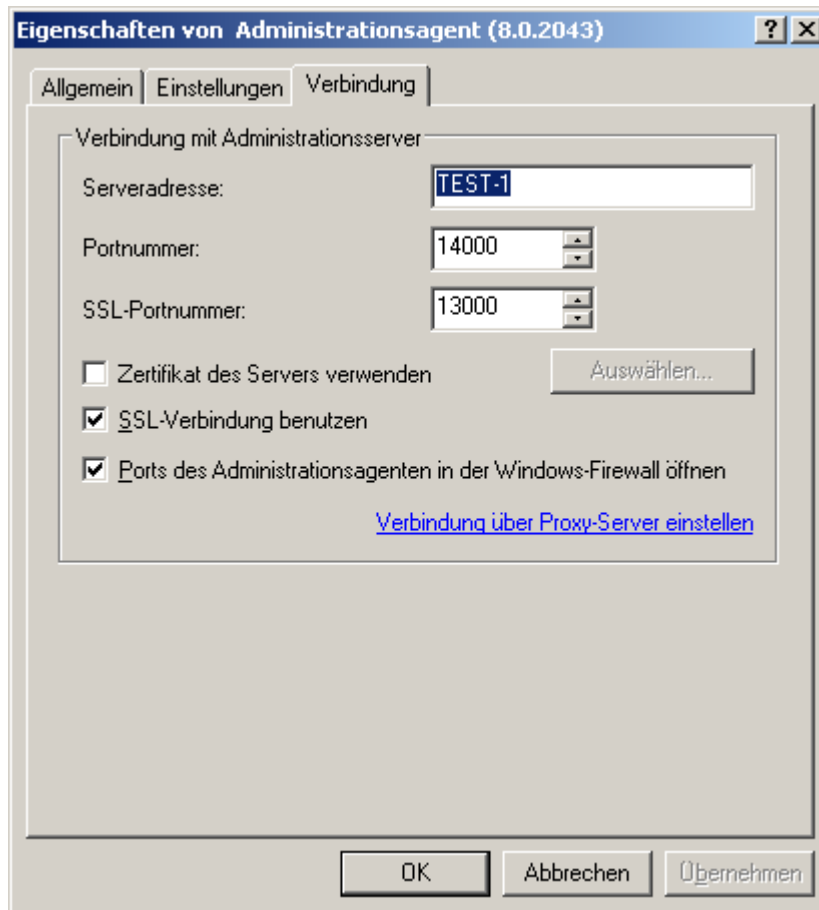 Eigenschaften von  Administrationsagent (8.0.2043)
Allgemein Einstellungen Verbindung
Verbindung mit Administrationsserver
Serveradresse: TEST-1
Portnummer: 14000
SSL-Portnummer: 13000
Zertifikat des Servers verwenden Auswählen...
SSL-Verbindung benutzen
Ports des Administrationsagenten in der Windows-Firewall öffnen
Verbindung über Proxy-Server einstellen
OK Abbrechen Übernehmen